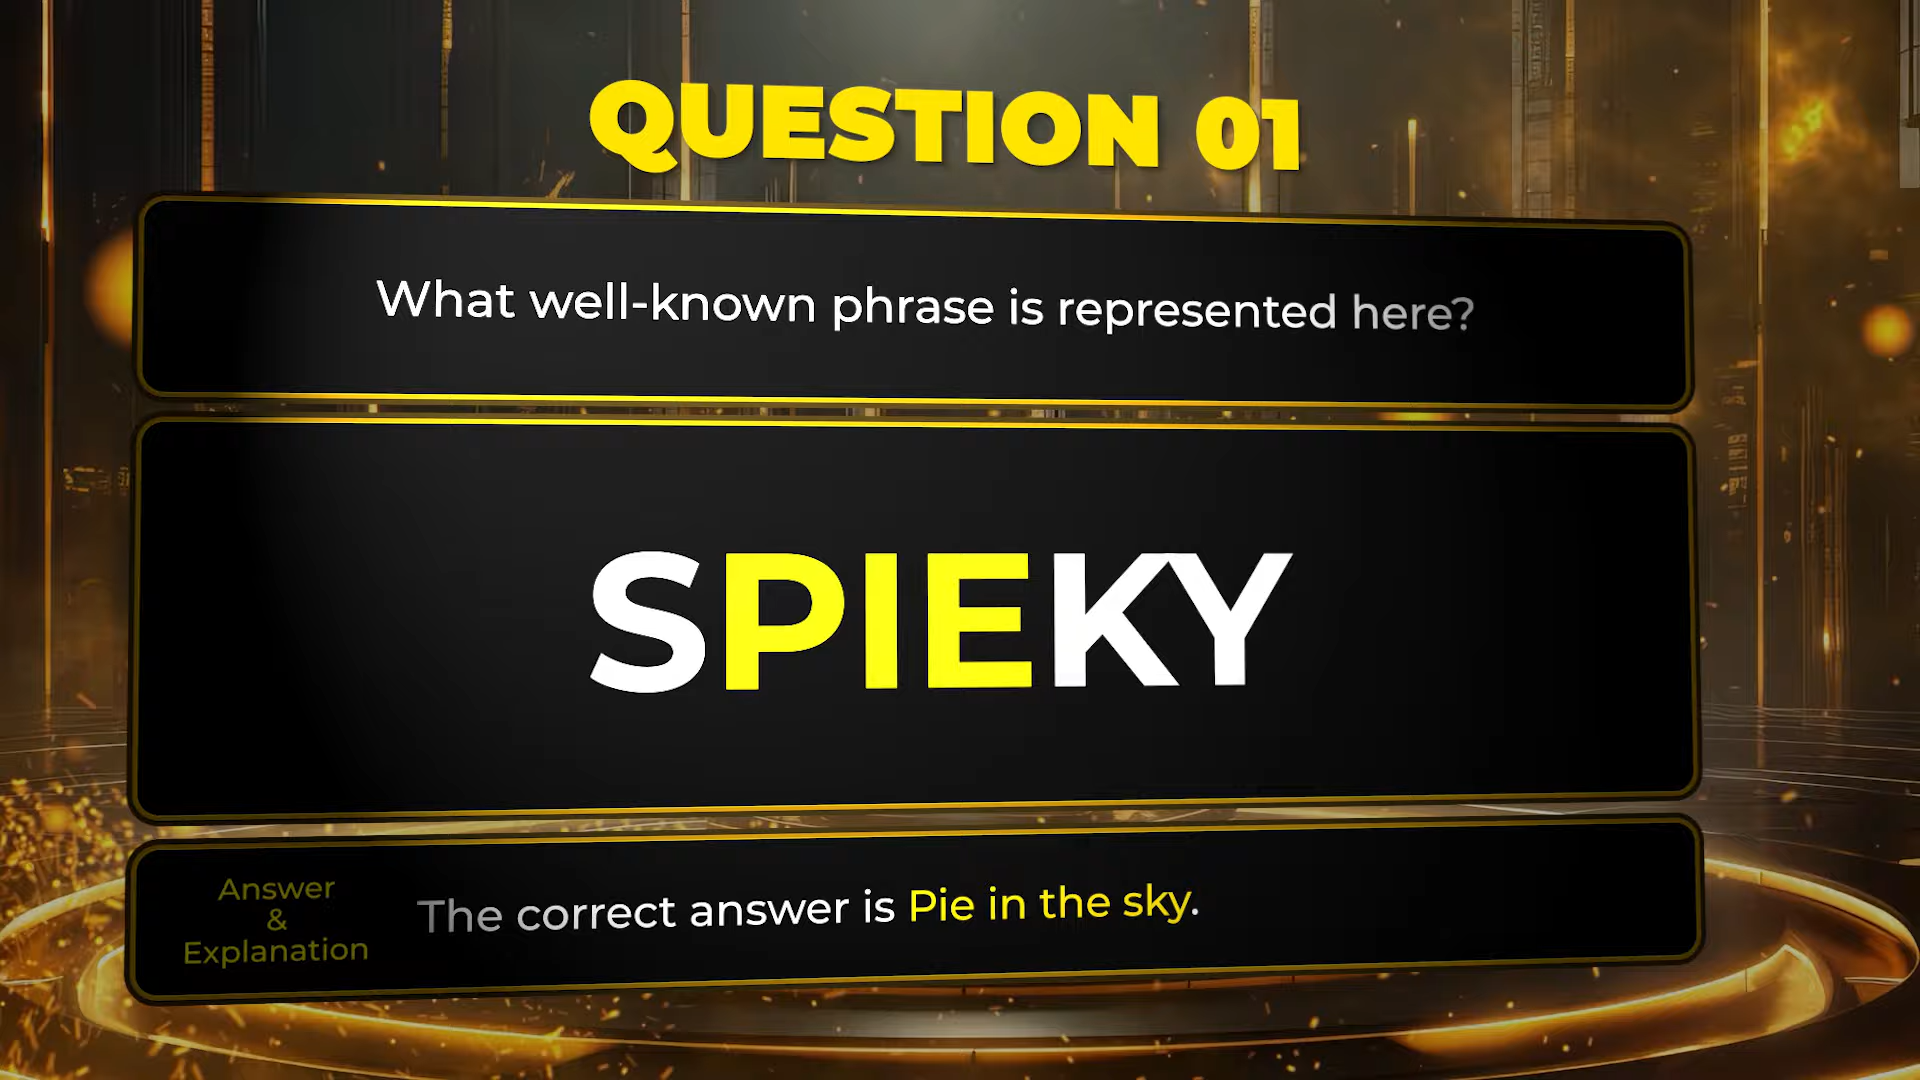 QUESTION 01
What well-known phrase is represented here?
SPIEKY
Answer
&
Explanation
The correct answer is Pie in the sky.